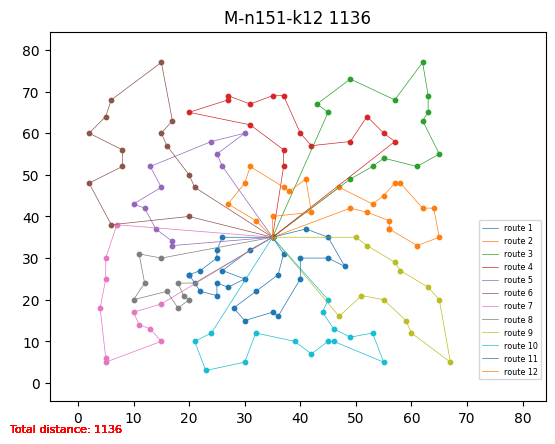 M-n151-k12 1136
80
70
60
50
40
30
20
10
0
0 10 20 30 40 50 60 70 80
route 1
route 2
route 3
route 4
route 5
route 6
route 7
route 8
route 9
route 10
route 11
route 12
Total distance: 1136